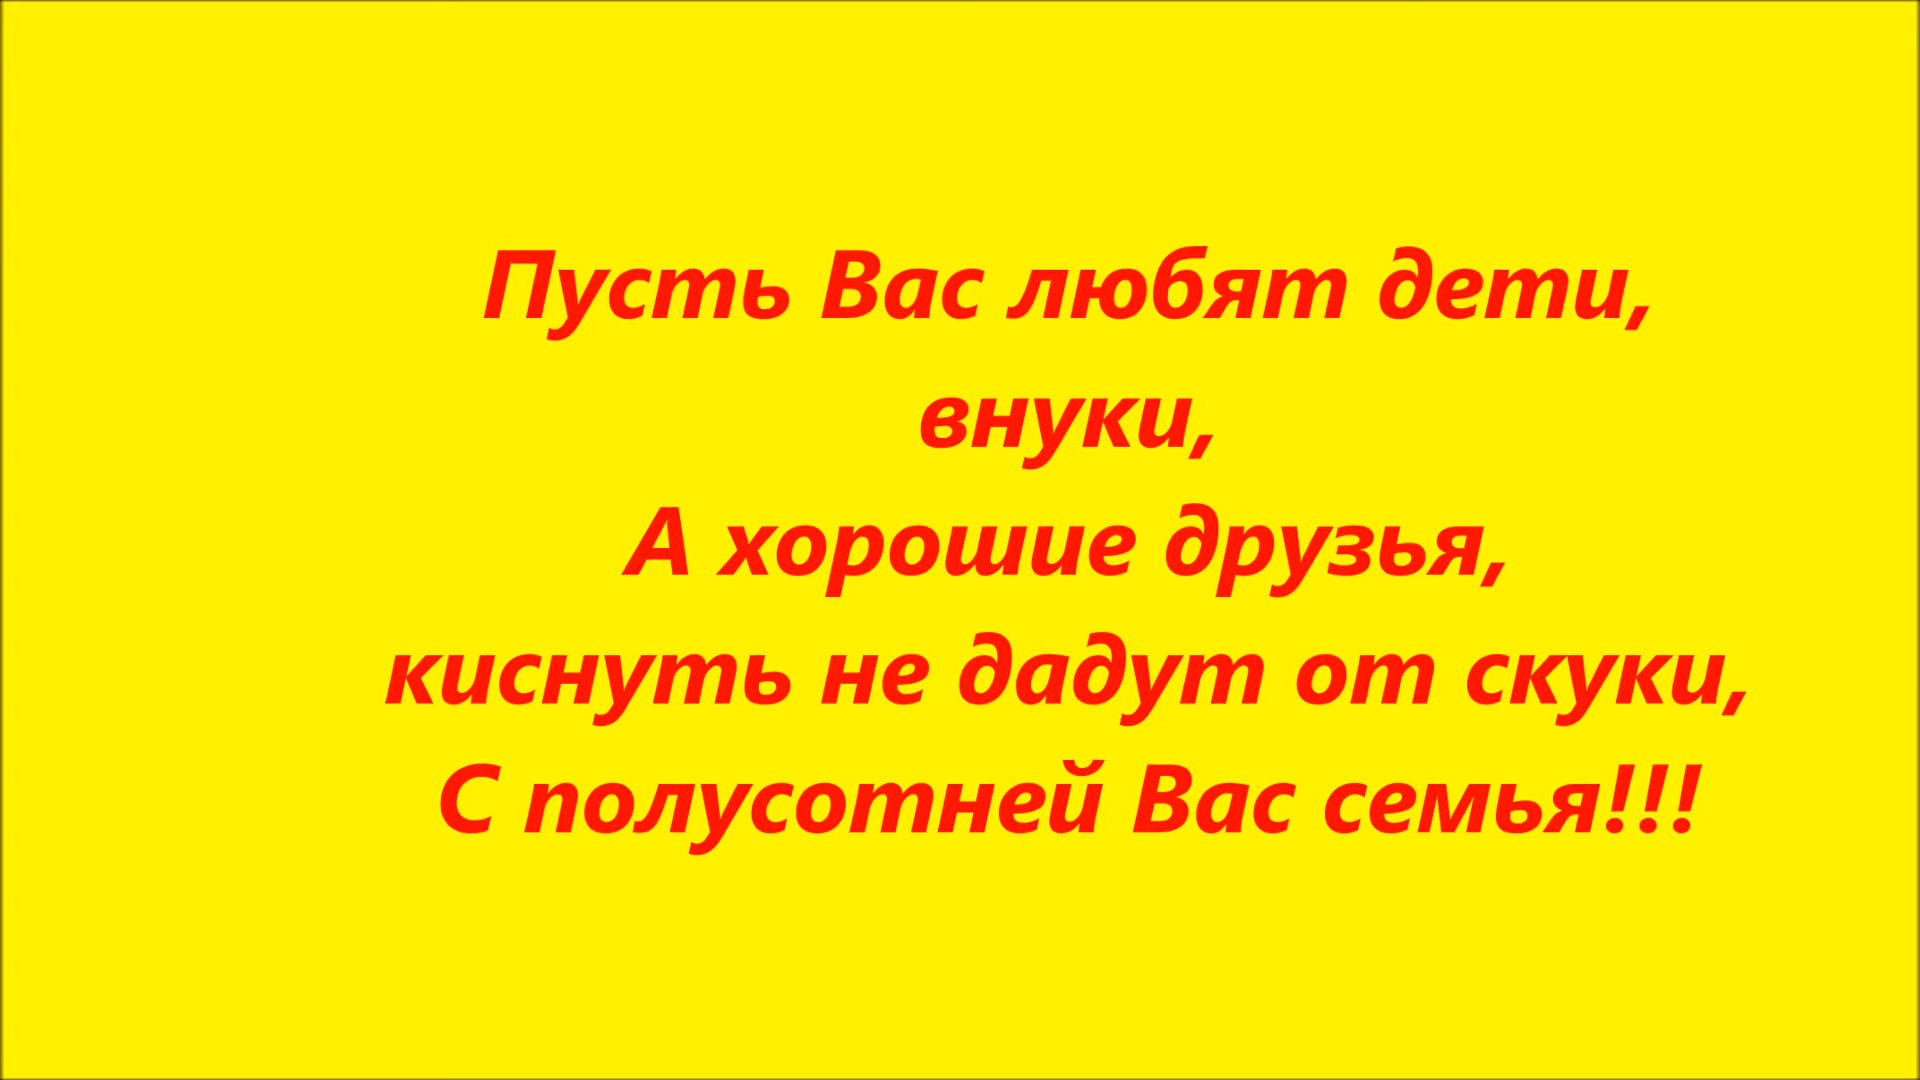 Пусть Вас любят дети,
внуки,
А хорошие друзья,
киснуть не дадут от скуки,
С полусотней Вас семья!!!